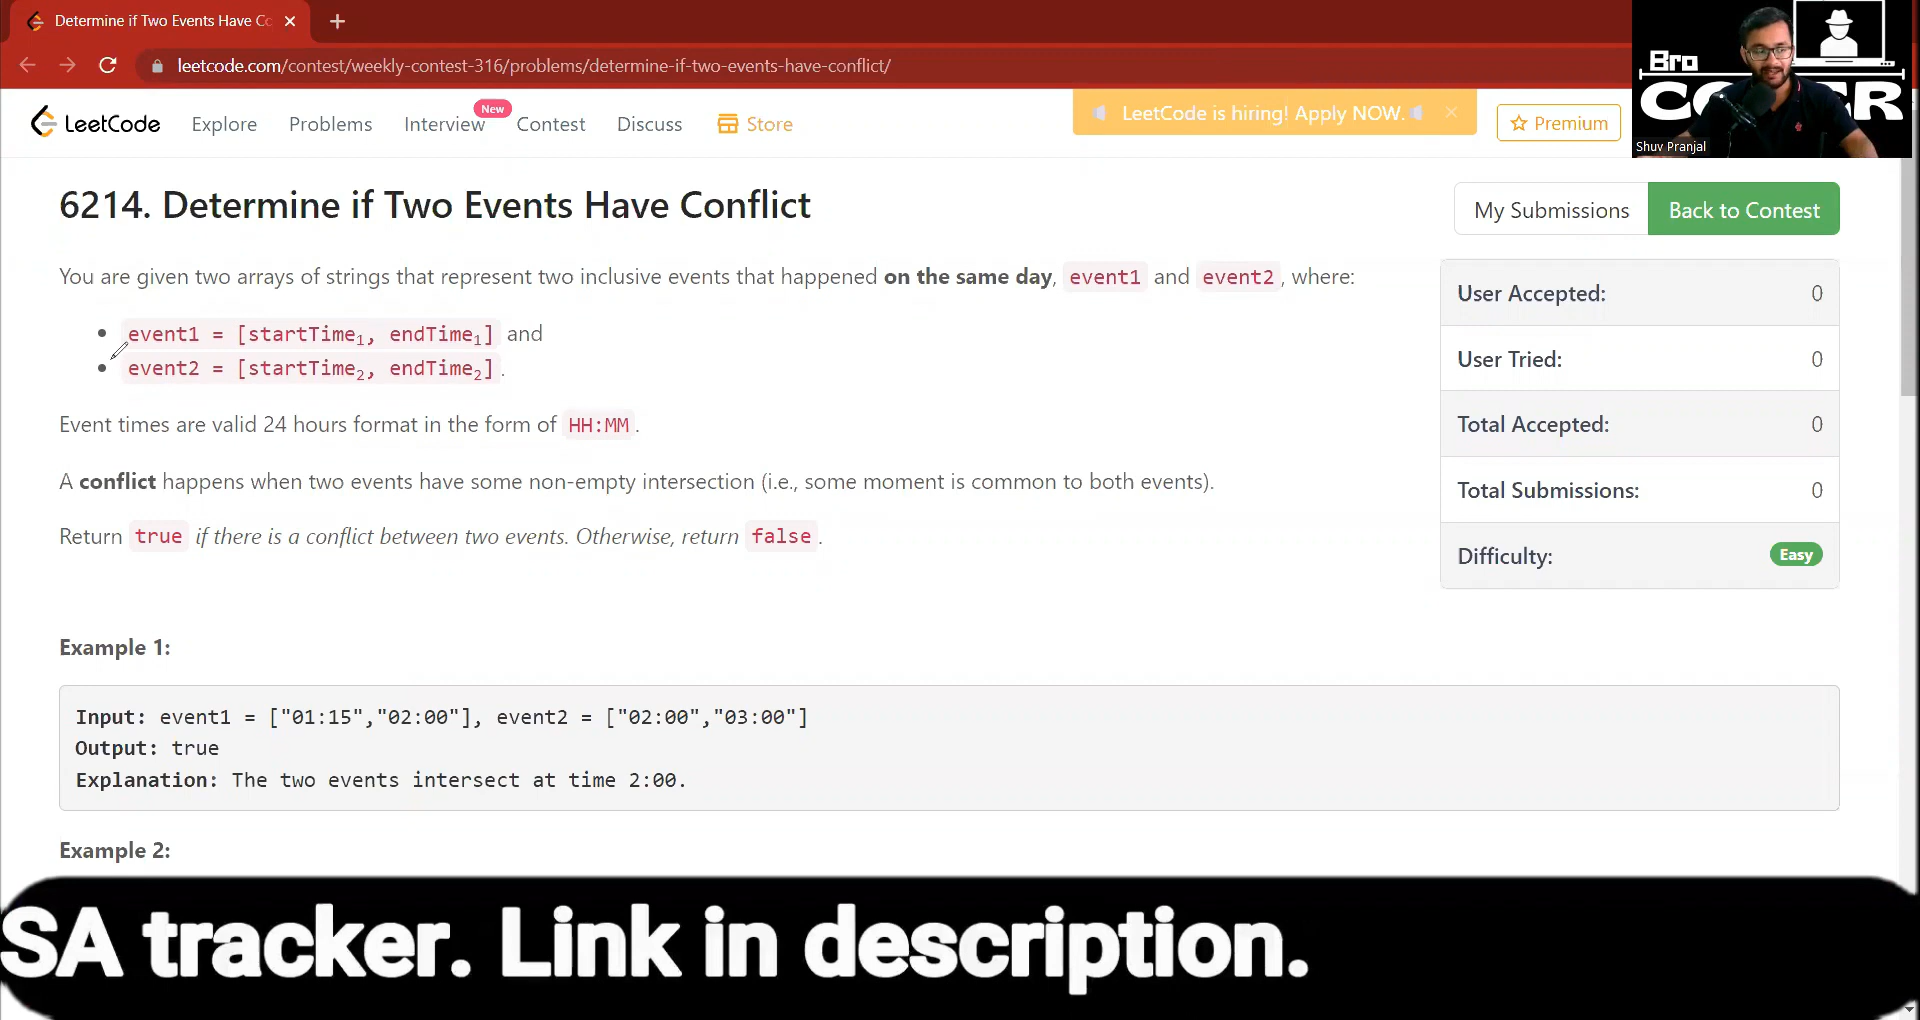 Determine if Two Events Have Co
leetcode.com/contest/weekly-contest-316/problems/determine-if-two-events-have-conflict/
Bro
CODER
Shuv Pranjal
LeetCode
Explore
Problems
Interview
New
Contest
Discuss
Store
LeetCode is hiring! Apply NOW.
Premium
6214. Determine if Two Events Have Conflict
My Submissions
Back to Contest
You are given two arrays of strings that represent two inclusive events that happened on the same day, event1 and event2, where:
event1 = [startTime1, endTime1] and
event2 = [startTime2, endTime2].
Event times are valid 24 hours format in the form of HH:MM.
A conflict happens when two events have some non-empty intersection (i.e., some moment is common to both events).
Return true if there is a conflict between two events. Otherwise, return false.
User Accepted: 0
User Tried: 0
Total Accepted: 0
Total Submissions: 0
Difficulty: Easy
Example 1:
Input: event1 = ["01:15","02:00"], event2 = ["02:00","03:00"]
Output: true
Explanation: The two events intersect at time 2:00.
Example 2:
SA tracker. Link in description.